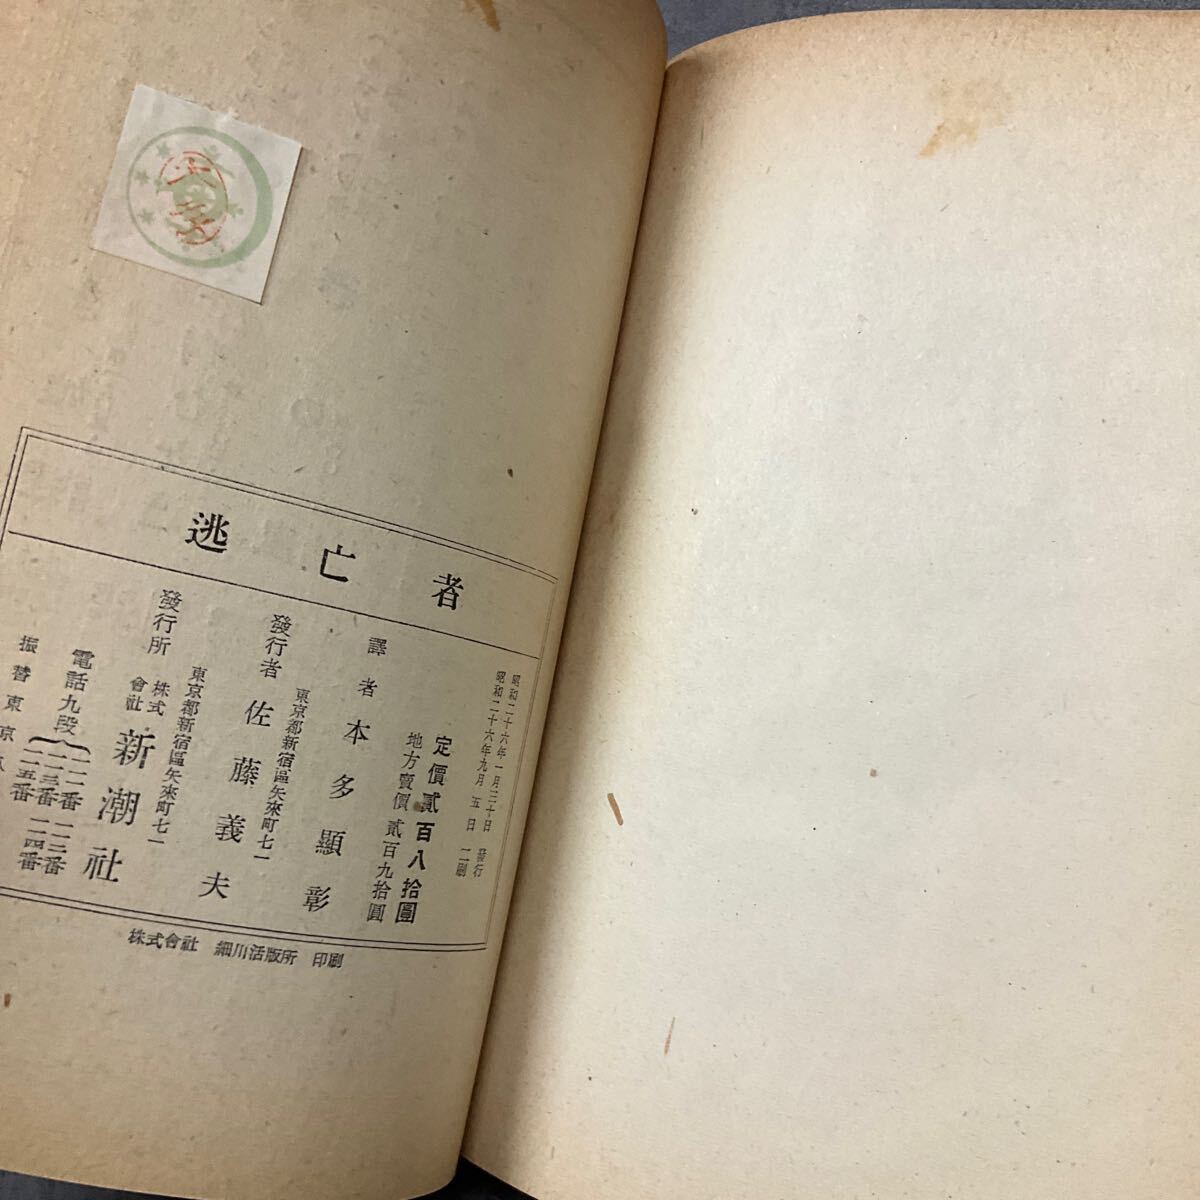 逃亡者
昭和二十六年一月三十日 發行
昭和二十六年九月 五日 二刷
定價貳百八拾圓
地方賣價貳百九拾圓
譯者 本多顯彰
東京都新宿區矢來町七一
發行者 佐藤義夫
東京都新宿區矢來町七一
發行所 株式會社 新潮社
電話九段
振替東京八
株式會社 細川活版所 印刷